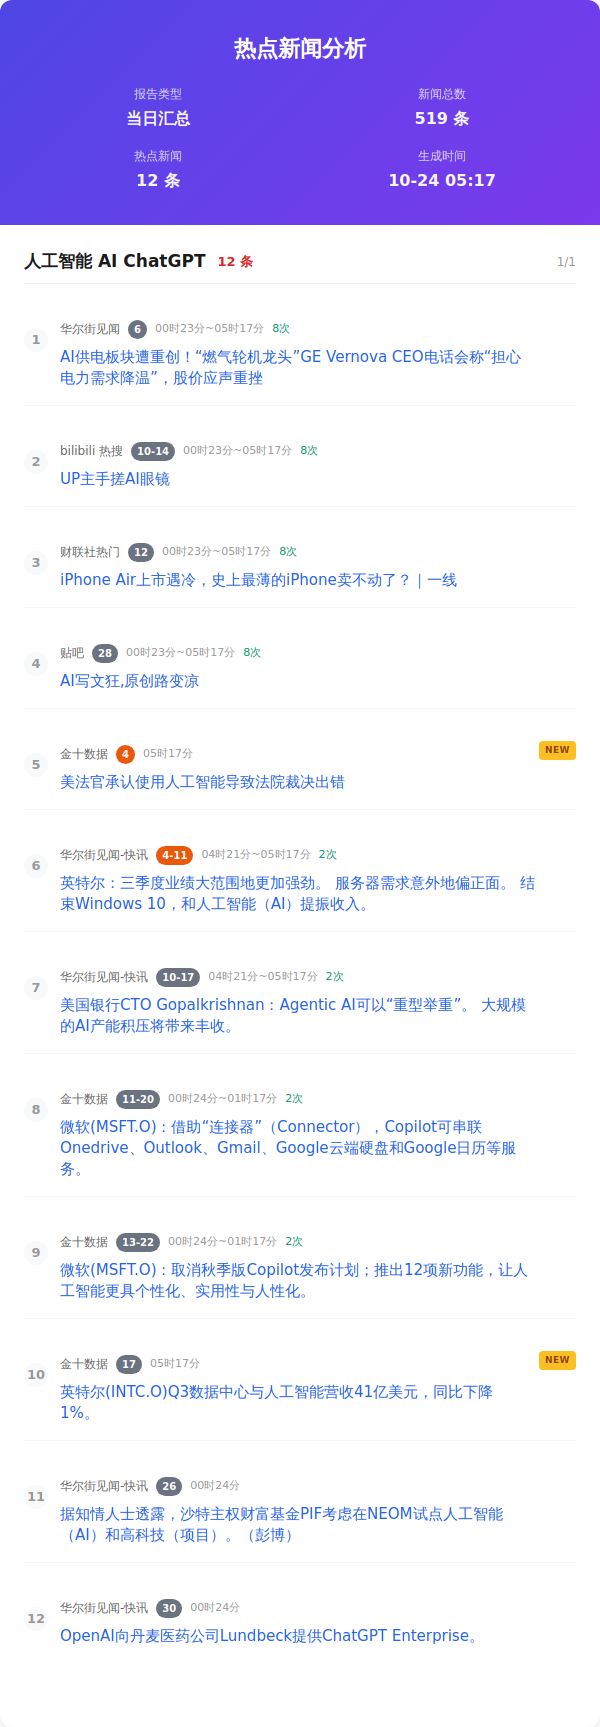 热点新闻分析
报告类型
新闻总数
当日汇总
519 条
热点新闻
生成时间
12 条
10-24 05:17
人工智能 AI ChatGPT 12 条 1/1
1
华尔街见闻 6 00时23分~05时17分 8次
AI供电板块遭重创！“燃气轮机龙头”GE Vernova CEO电话会称“担心
电力需求降温”，股价应声重挫
2
bilibili 热搜 10-14 00时23分~05时17分 8次
UP主手搓AI眼镜
3
财联社热门 12 00时23分~05时17分 8次
iPhone Air上市遇冷，史上最薄的iPhone卖不动了？｜一线
4
贴吧 28 00时23分~05时17分 8次
AI写文狂,原创路变凉
5
金十数据 4 05时17分 NEW
美法官承认使用人工智能导致法院裁决出错
6
华尔街见闻-快讯 4-11 04时21分~05时17分 2次
英特尔：三季度业绩大范围地更加强劲。 服务器需求意外地偏正面。 结
束Windows 10，和人工智能（AI）提振收入。
7
华尔街见闻-快讯 10-17 04时21分~05时17分 2次
美国银行CTO Gopalkrishnan：Agentic AI可以“重型举重”。 大规模
的AI产能积压将带来丰收。
8
金十数据 11-20 00时24分~01时17分 2次
微软(MSFT.O)：借助“连接器”（Connector），Copilot可串联
Onedrive、Outlook、Gmail、Google云端硬盘和Google日历等服
务。
9
金十数据 13-22 00时24分~01时17分 2次
微软(MSFT.O)：取消秋季版Copilot发布计划；推出12项新功能，让人
工智能更具个性化、实用性与人性化。
10
金十数据 17 05时17分 NEW
英特尔(INTC.O)Q3数据中心与人工智能营收41亿美元，同比下降
1%。
11
华尔街见闻-快讯 26 00时24分
据知情人士透露，沙特主权财富基金PIF考虑在NEOM试点人工智能
（AI）和高科技（项目）。（彭博）
12
华尔街见闻-快讯 30 00时24分
OpenAI向丹麦医药公司Lundbeck提供ChatGPT Enterprise。